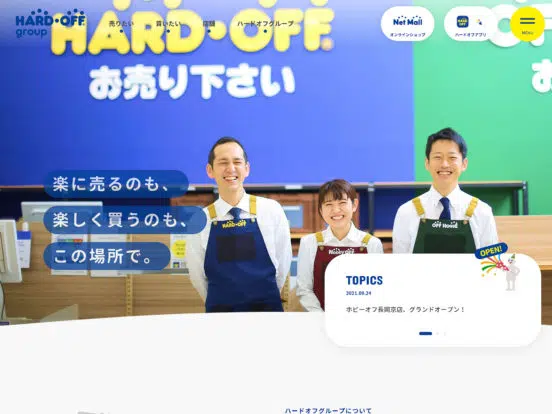 HARD・OFF
group
売りたい
買いたい
店舗
ハードオフグループ
Net Mall
オンラインショップ
ハードオフアプリ
MENU
HARD・OFF
お売り下さい
お
楽に売るのも、
楽しく買うのも、
この場所で。
HARD・OFF
HOBBY OFF
OFF HOUSE
OPEN!
TOPICS
2021.09.24
ホビーオフ長岡京店、グランドオープン!
ハードオフグループについて